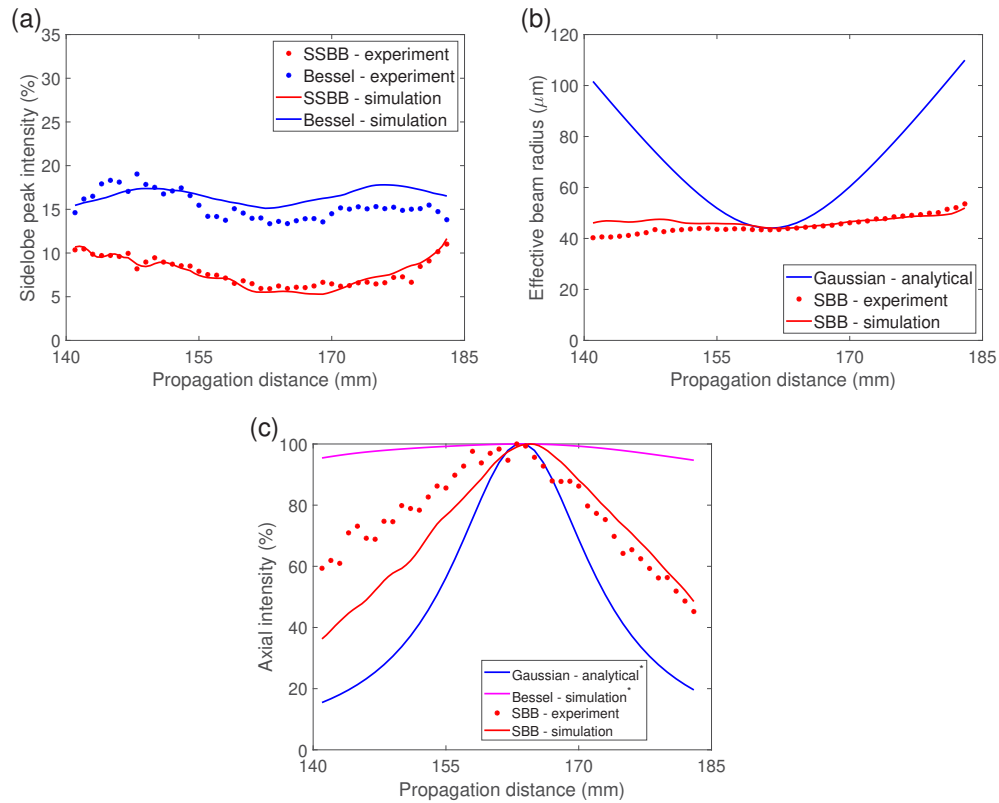 (a)
35
30
25
20
15
10
5
0
Sidelobe peak intensity (%)
140
155
170
185
Propagation distance (mm)
SSBB - experiment
Bessel - experiment
SSBB - simulation
Bessel - simulation
(b)
120
100
80
60
40
20
0
Effective beam radius (μm)
140
155
170
185
Propagation distance (mm)
Gaussian - analytical
SBB - experiment
SBB - simulation
(c)
100
80
60
40
20
0
Axial intensity (%)
140
155
170
185
Propagation distance (mm)
Gaussian - analytical*
Bessel - simulation*
SBB - experiment
SBB - simulation